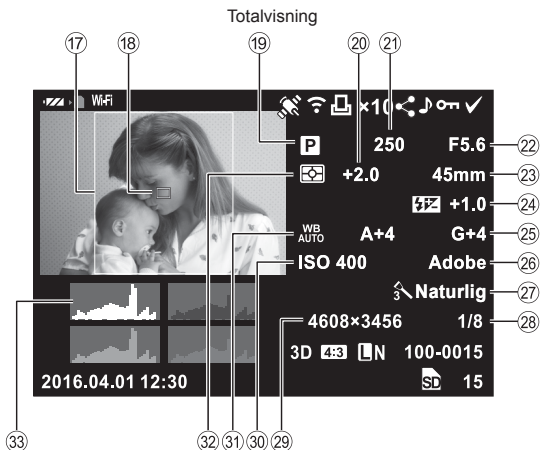 Totalvisning
17 18 19 20 21
Wi-Fi ×10
P 250 F5.6 22
+2.0 45mm 23
+1.0 24
WB AUTO A+4 G+4 25
ISO 400 Adobe 26
3 Naturlig 27
4608×3456 1/8 28
3D 4:3 L N 100-0015
2016.04.01 12:30 SD 15
33 32 31 30 29